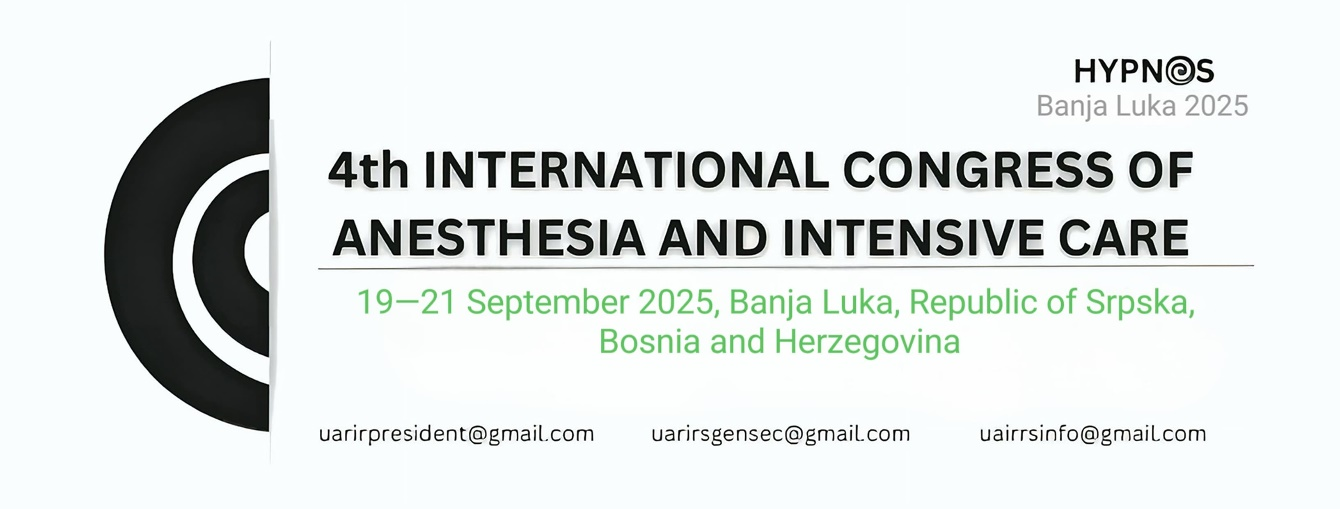 HYPNOS
Banja Luka 2025
4th INTERNATIONAL CONGRESS OF
ANESTHESIA AND INTENSIVE CARE
19—21 September 2025, Banja Luka, Republic of Srpska,
Bosnia and Herzegovina
uarirpresident@gmail.com uarirsgensec@gmail.com uairrsinfo@gmail.com